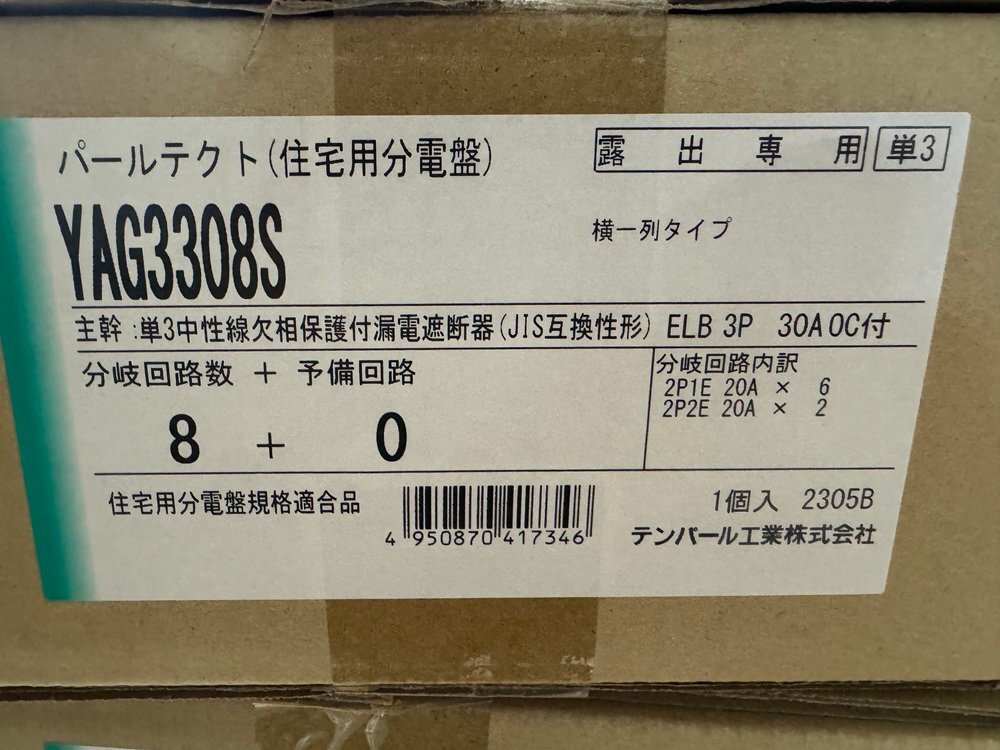 パールテクト(住宅用分電盤)
露出専用 単3
YAG3308S
横一列タイプ
主幹:単3中性線欠相保護付漏電遮断器(JIS互換性形) ELB 3P 30A OC付
分岐回路数 + 予備回路
8 + 0
分岐回路内訳
2P1E 20A × 6
2P2E 20A × 2
住宅用分電盤規格適合品
4 950870 417346
1個入 2305B
テンパール工業株式会社